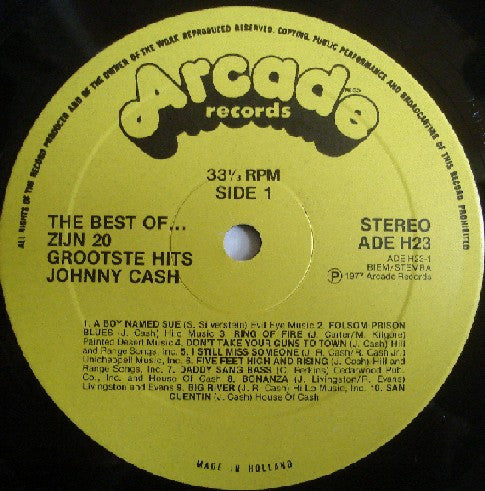 ALL RIGHTS OF THE RECORD PRODUCER AND OF THE OWNER OF THE WORK REPRODUCED RESERVED. COPYING, PUBLIC PERFORMANCE AND BROADCASTING OF THIS RECORD PROHIBITED
Arcade
records
33⅓ RPM
SIDE 1
THE BEST OF...
ZIJN 20
GROOTSTE HITS
JOHNNY CASH
STEREO
ADE H23
ADE H23-1
BIEM/STEMRA
Ⓟ 1977 Arcade Records
1. A BOY NAMED SUE (S. Silverstein) Evil Eye Music 2. FOLSOM PRISON
BLUES (J. Cash) Hilo Music 3. RING OF FIRE (J. Carter/M. Kilgore)
Painted Desert Music 4. DON'T TAKE YOUR GUNS TO TOWN (J. Cash) Hill
and Range Songs, Inc. 5. I STILL MISS SOMEONE (J. R. Cash/R. Cash Jr.)
Unichappell Music, Inc. 6. FIVE FEET HIGH AND RISING (J. Cash) Hill and
Range Songs, Inc. 7. DADDY SANG BASS (C. Perkins) Cedarwood Pub.
Co., Inc. and House Of Cash 8. BONANZA (J. Livingston/R. Evans)
Livingston and Evans 9. BIG RIVER (J. R. Cash) Hi Lo Music, Inc. 10. SAN
QUENTIN (J. Cash) House Of Cash
MADE IN HOLLAND